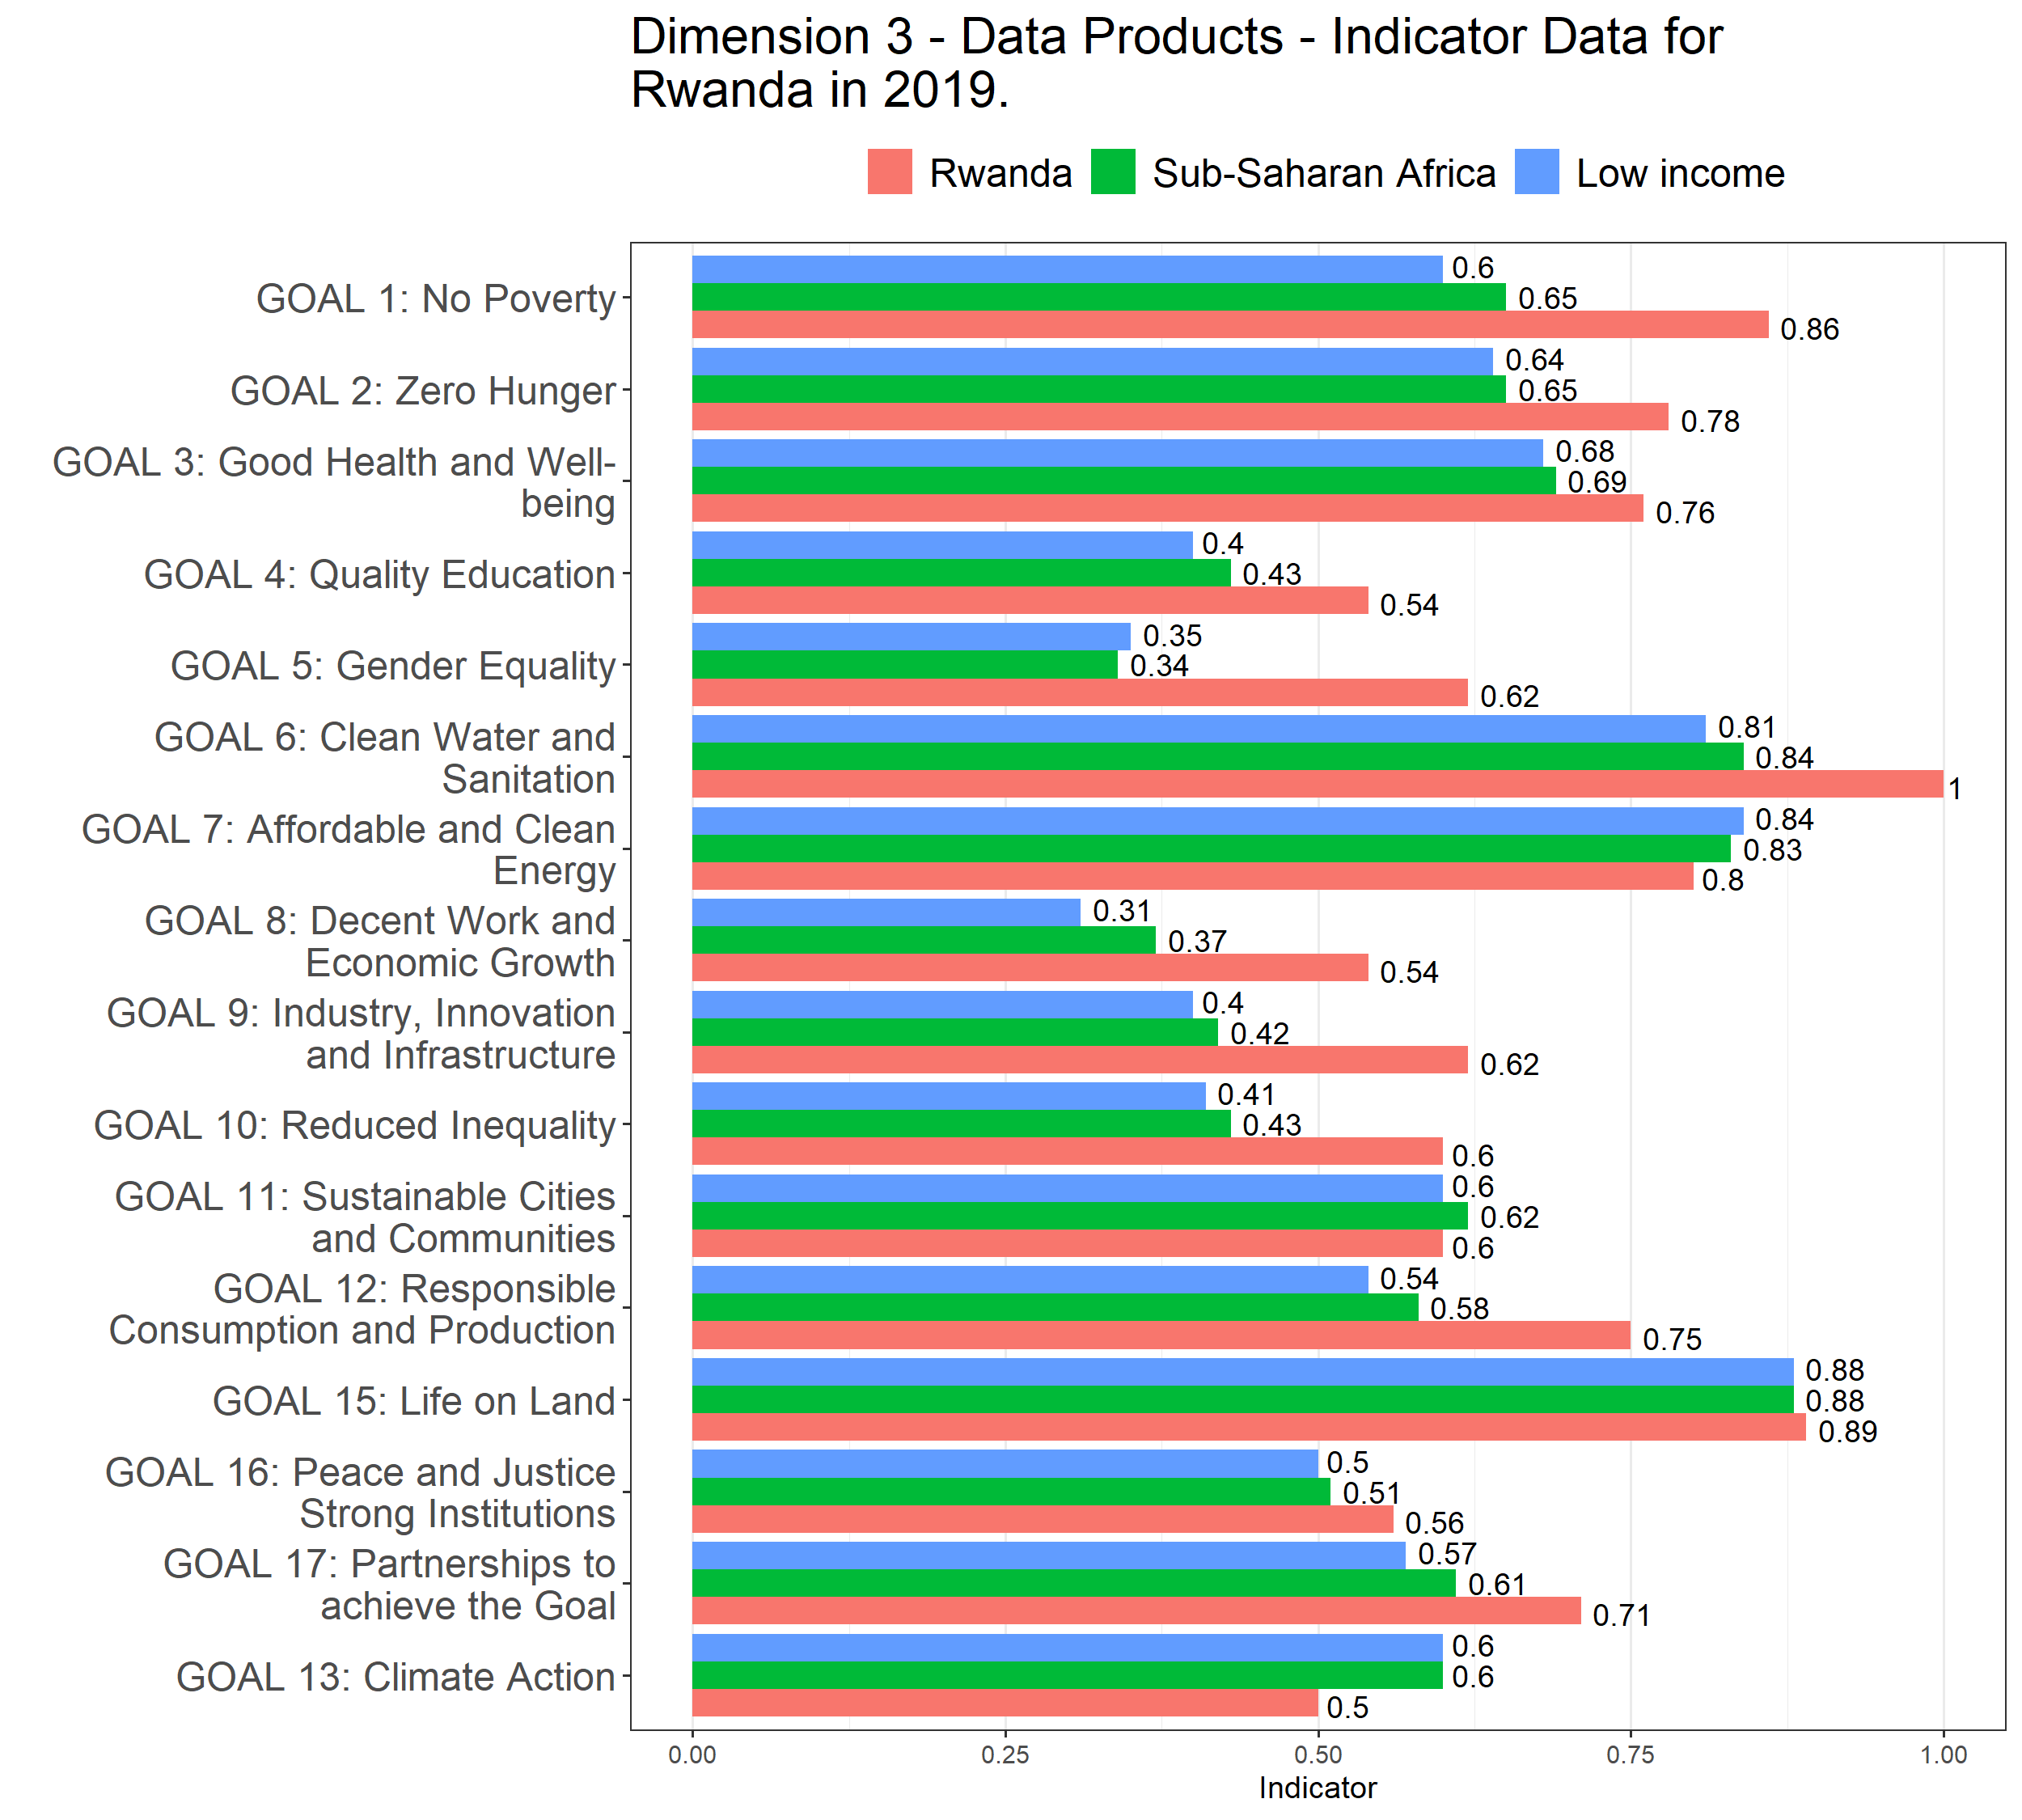 Dimension 3 - Data Products - Indicator Data for
Rwanda in 2019.
Rwanda Sub-Saharan Africa Low income
GOAL 1: No Poverty
0.6
0.65
0.86
GOAL 2: Zero Hunger
0.64
0.65
0.78
GOAL 3: Good Health and Well-
being
0.68
0.69
0.76
GOAL 4: Quality Education
0.4
0.43
0.54
GOAL 5: Gender Equality
0.35
0.34
0.62
GOAL 6: Clean Water and
Sanitation
0.81
0.84
1
GOAL 7: Affordable and Clean
Energy
0.84
0.83
0.8
GOAL 8: Decent Work and
Economic Growth
0.31
0.37
0.54
GOAL 9: Industry, Innovation
and Infrastructure
0.4
0.42
0.62
GOAL 10: Reduced Inequality
0.41
0.43
0.6
GOAL 11: Sustainable Cities
and Communities
0.6
0.62
0.6
GOAL 12: Responsible
Consumption and Production
0.54
0.58
0.75
GOAL 15: Life on Land
0.88
0.88
0.89
GOAL 16: Peace and Justice
Strong Institutions
0.5
0.51
0.56
GOAL 17: Partnerships to
achieve the Goal
0.57
0.61
0.71
GOAL 13: Climate Action
0.6
0.6
0.5
0.00 0.25 0.50 0.75 1.00
Indicator